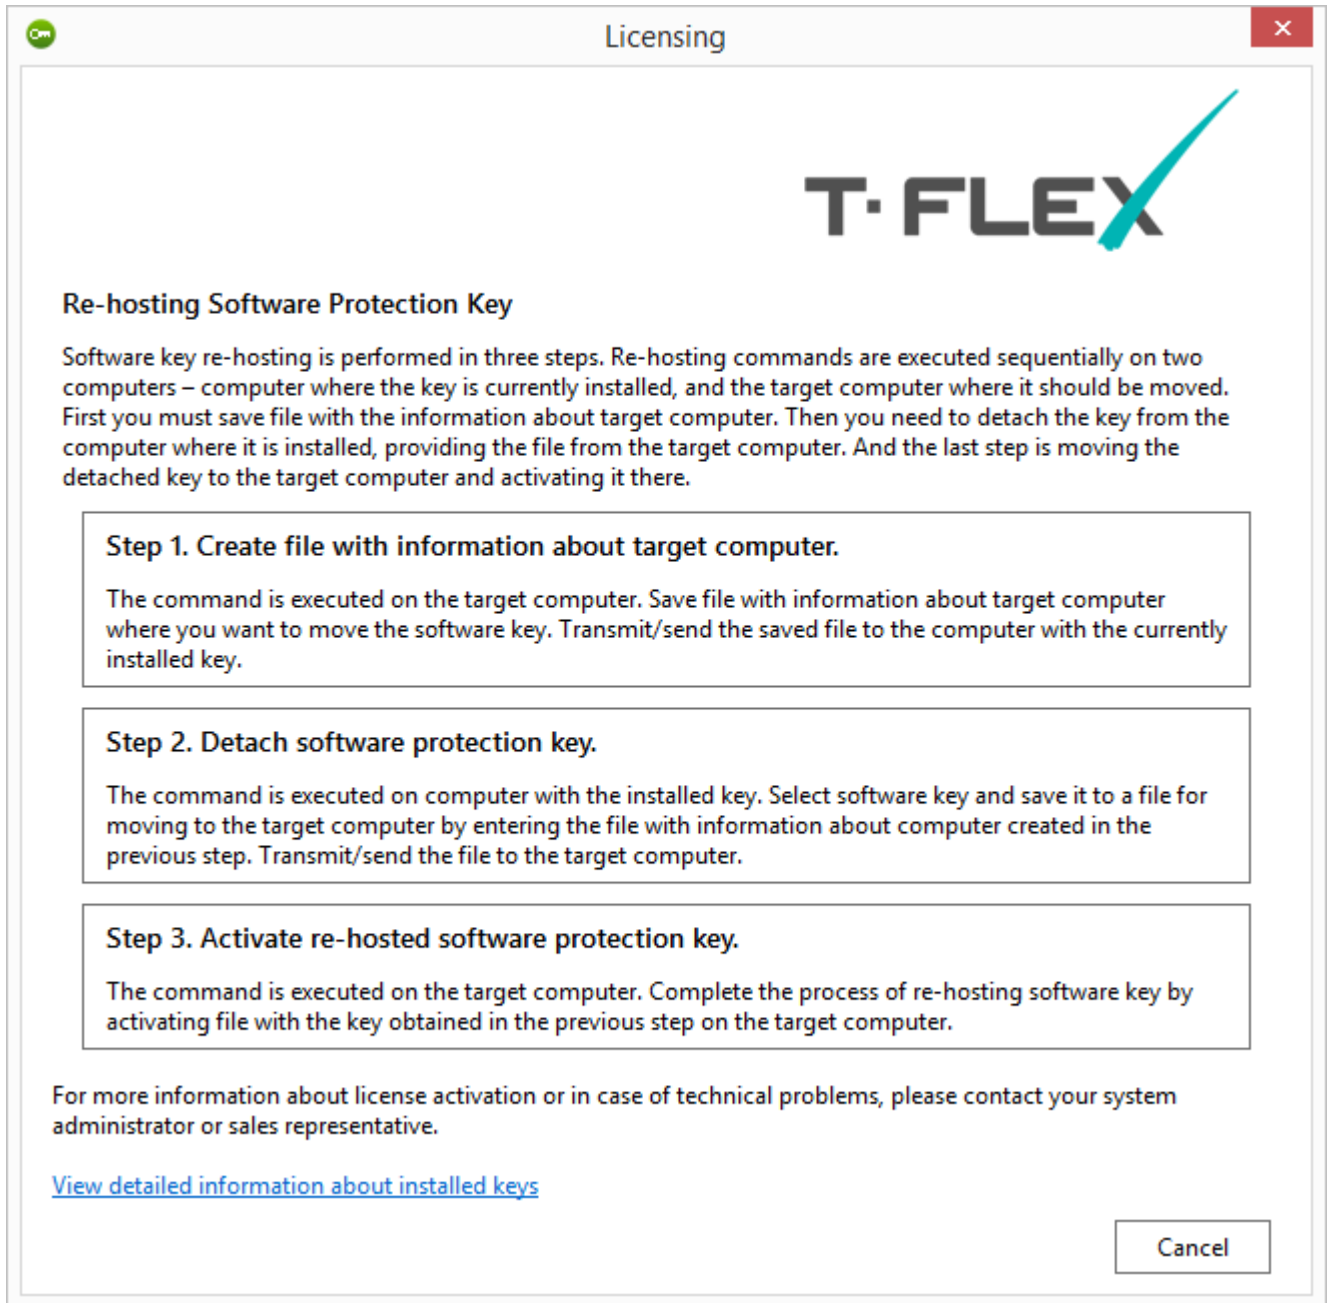 Licensing
T·FLEX
Re-hosting Software Protection Key
Software key re-hosting is performed in three steps. Re-hosting commands are executed sequentially on two
computers – computer where the key is currently installed, and the target computer where it should be moved.
First you must save file with the information about target computer. Then you need to detach the key from the
computer where it is installed, providing the file from the target computer. And the last step is moving the
detached key to the target computer and activating it there.
Step 1. Create file with information about target computer.
The command is executed on the target computer. Save file with information about target computer
where you want to move the software key. Transmit/send the saved file to the computer with the currently
installed key.
Step 2. Detach software protection key.
The command is executed on computer with the installed key. Select software key and save it to a file for
moving to the target computer by entering the file with information about computer created in the
previous step. Transmit/send the file to the target computer.
Step 3. Activate re-hosted software protection key.
The command is executed on the target computer. Complete the process of re-hosting software key by
activating file with the key obtained in the previous step on the target computer.
For more information about license activation or in case of technical problems, please contact your system
administrator or sales representative.
View detailed information about installed keys
Cancel